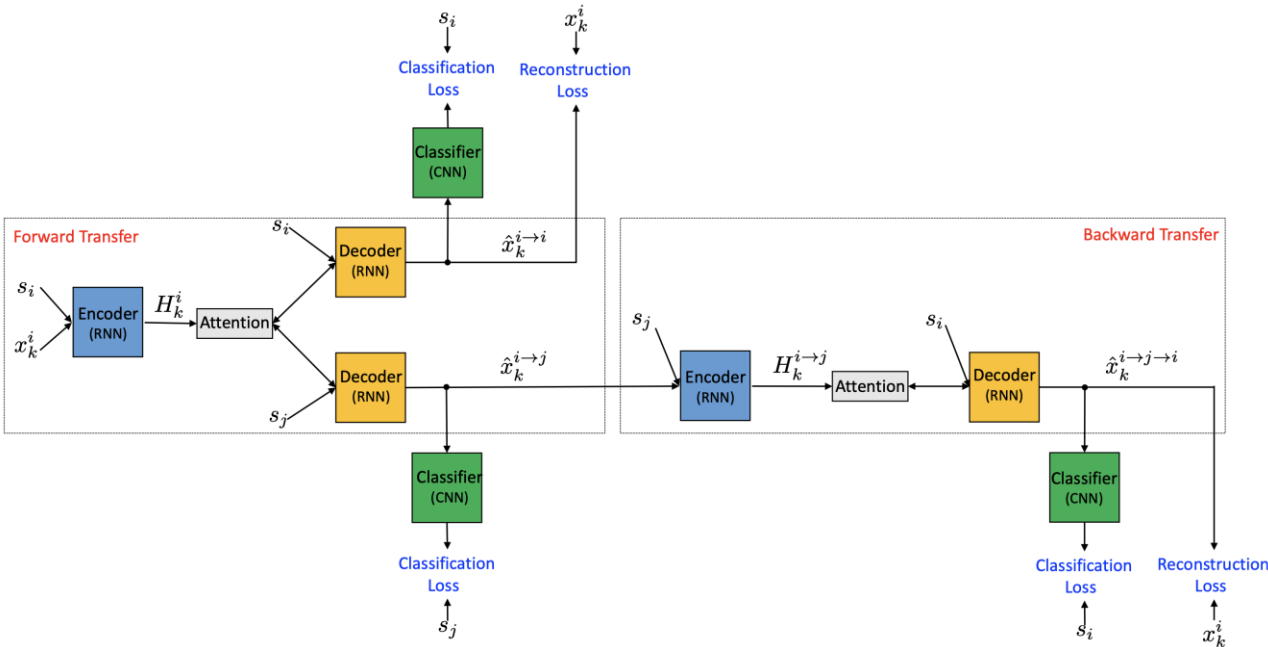 s_i
x_k^i
Classification
Loss
Reconstruction
Loss
Classifier
(CNN)
Forward Transfer
Backward Transfer
s_i
Decoder
(RNN)
x̂_k^{i→i}
s_i
x_k^i
Encoder
(RNN)
H_k^i
Attention
s_j
Decoder
(RNN)
x̂_k^{i→j}
s_j
Encoder
(RNN)
H_k^{i→j}
Attention
s_i
Decoder
(RNN)
x̂_k^{i→j→i}
Classifier
(CNN)
Classification
Loss
s_j
Classifier
(CNN)
Classification
Loss
s_i
Reconstruction
Loss
x_k^i